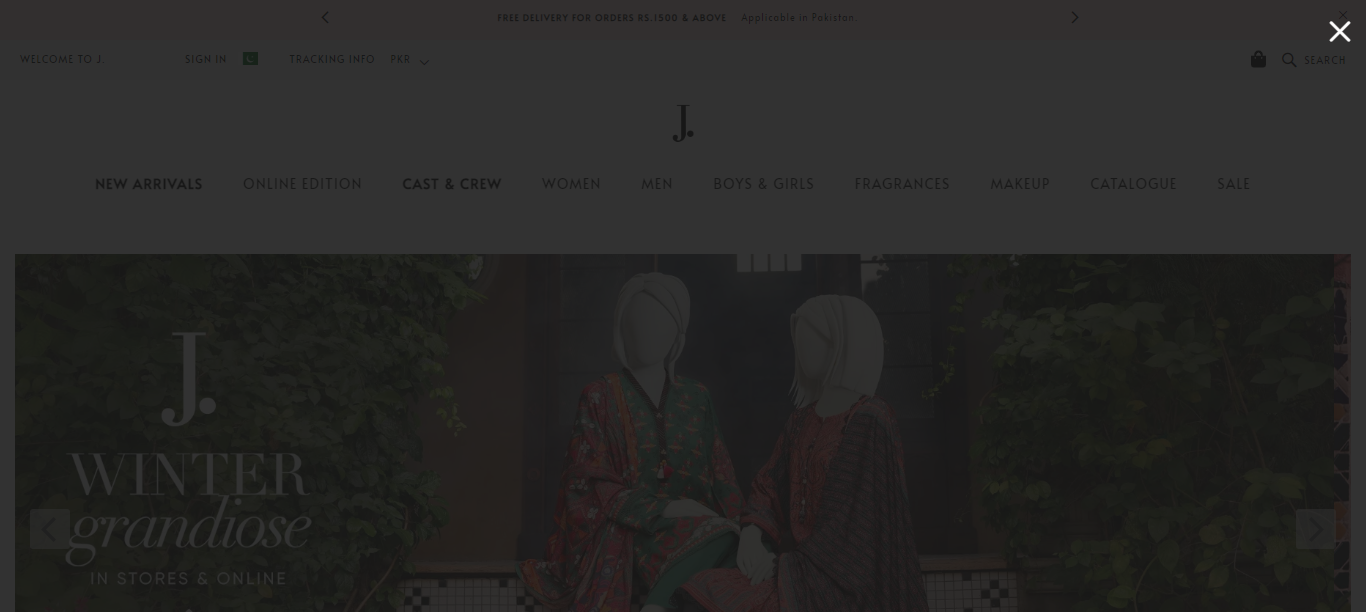 FREE DELIVERY FOR ORDERS RS.1500 & ABOVE Applicable in Pakistan
WELCOME TO J. SIGN IN TRACKING INFO PKR SEARCH
J.
NEW ARRIVALS ONLINE EDITION CAST & CREW WOMEN MEN BOYS & GIRLS FRAGRANCES MAKEUP CATALOGUE SALE
J.
WINTER
grandiose
IN STORES & ONLINE